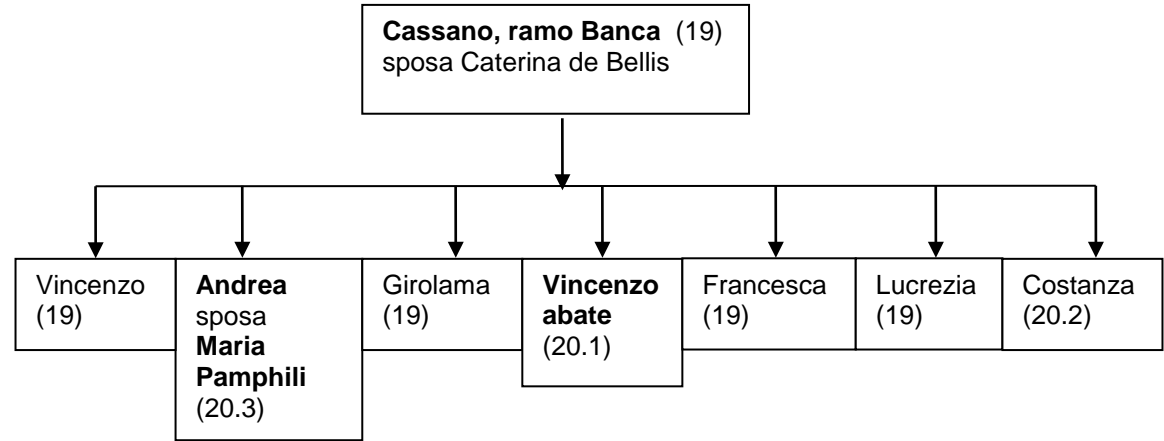 Cassano, ramo Banca (19)
sposa Caterina de Bellis
Vincenzo
(19)
Andrea
sposa
Maria
Pamphili
(20.3)
Girolama
(19)
Vincenzo
abate
(20.1)
Francesca
(19)
Lucrezia
(19)
Costanza
(20.2)